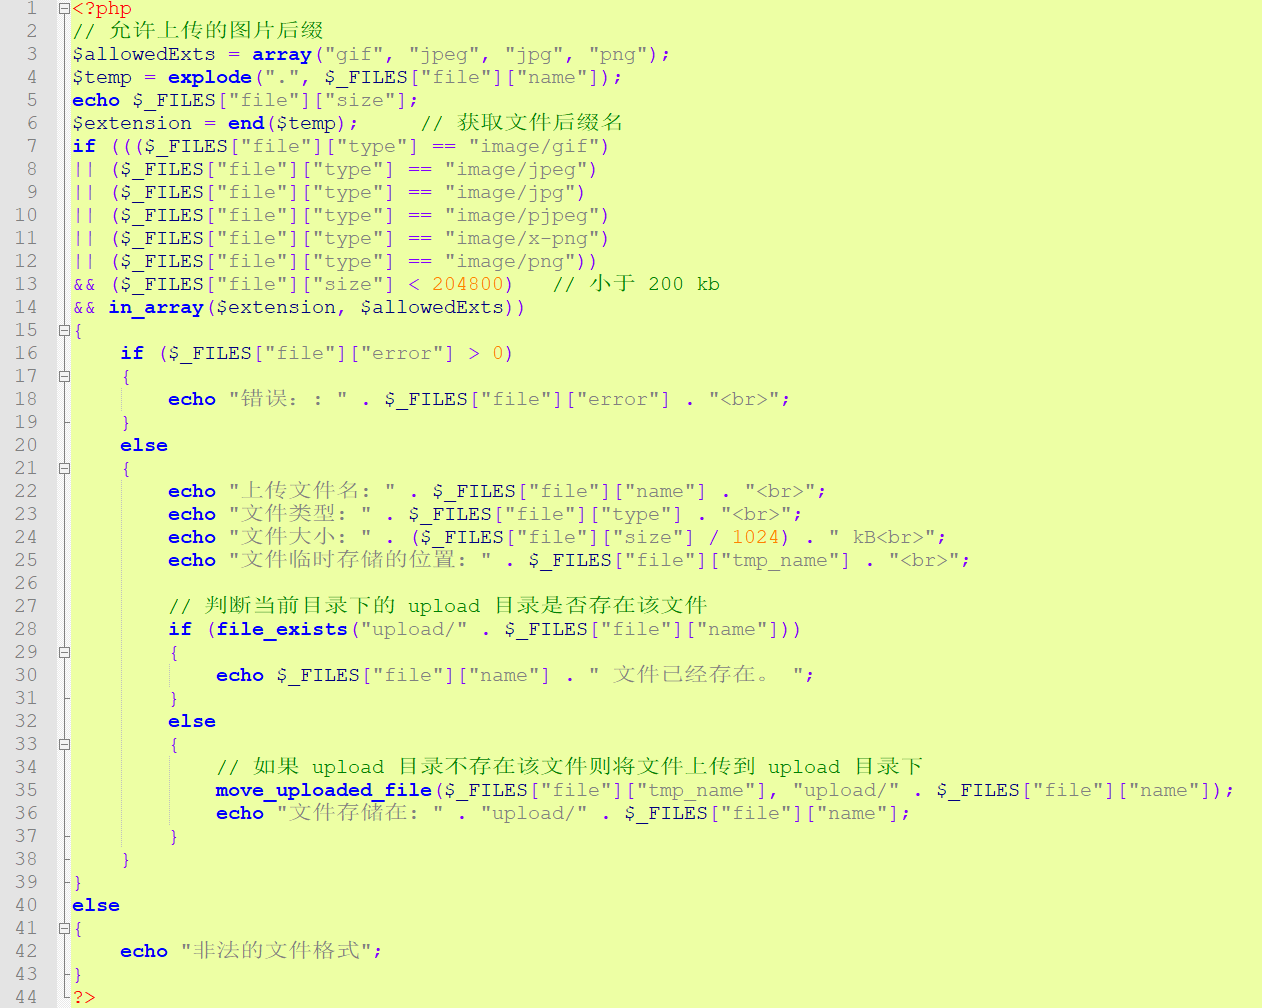 1 <?php
2 // 允许上传的图片后缀
3 $allowedExts = array("gif", "jpeg", "jpg", "png");
4 $temp = explode(".", $_FILES["file"]["name"]);
5 echo $_FILES["file"]["size"];
6 $extension = end($temp);     // 获取文件后缀名
7 if ((($_FILES["file"]["type"] == "image/gif")
8 || ($_FILES["file"]["type"] == "image/jpeg")
9 || ($_FILES["file"]["type"] == "image/jpg")
10 || ($_FILES["file"]["type"] == "image/pjpeg")
11 || ($_FILES["file"]["type"] == "image/x-png")
12 || ($_FILES["file"]["type"] == "image/png"))
13 && ($_FILES["file"]["size"] < 204800)   // 小于 200 kb
14 && in_array($extension, $allowedExts))
15 {
16     if ($_FILES["file"]["error"] > 0)
17     {
18         echo "错误：: " . $_FILES["file"]["error"] . "<br>";
19     }
20     else
21     {
22         echo "上传文件名: " . $_FILES["file"]["name"] . "<br>";
23         echo "文件类型: " . $_FILES["file"]["type"] . "<br>";
24         echo "文件大小: " . ($_FILES["file"]["size"] / 1024) . " kB<br>";
25         echo "文件临时存储的位置: " . $_FILES["file"]["tmp_name"] . "<br>";
26
27         // 判断当前目录下的 upload 目录是否存在该文件
28         if (file_exists("upload/" . $_FILES["file"]["name"]))
29         {
30             echo $_FILES["file"]["name"] . " 文件已经存在。 ";
31         }
32         else
33         {
34             // 如果 upload 目录不存在该文件则将文件上传到 upload 目录下
35             move_uploaded_file($_FILES["file"]["tmp_name"], "upload/" . $_FILES["file"]["name"]);
36             echo "文件存储在: " . "upload/" . $_FILES["file"]["name"];
37         }
38     }
39 }
40 else
41 {
42     echo "非法的文件格式";
43 }
44 ?>